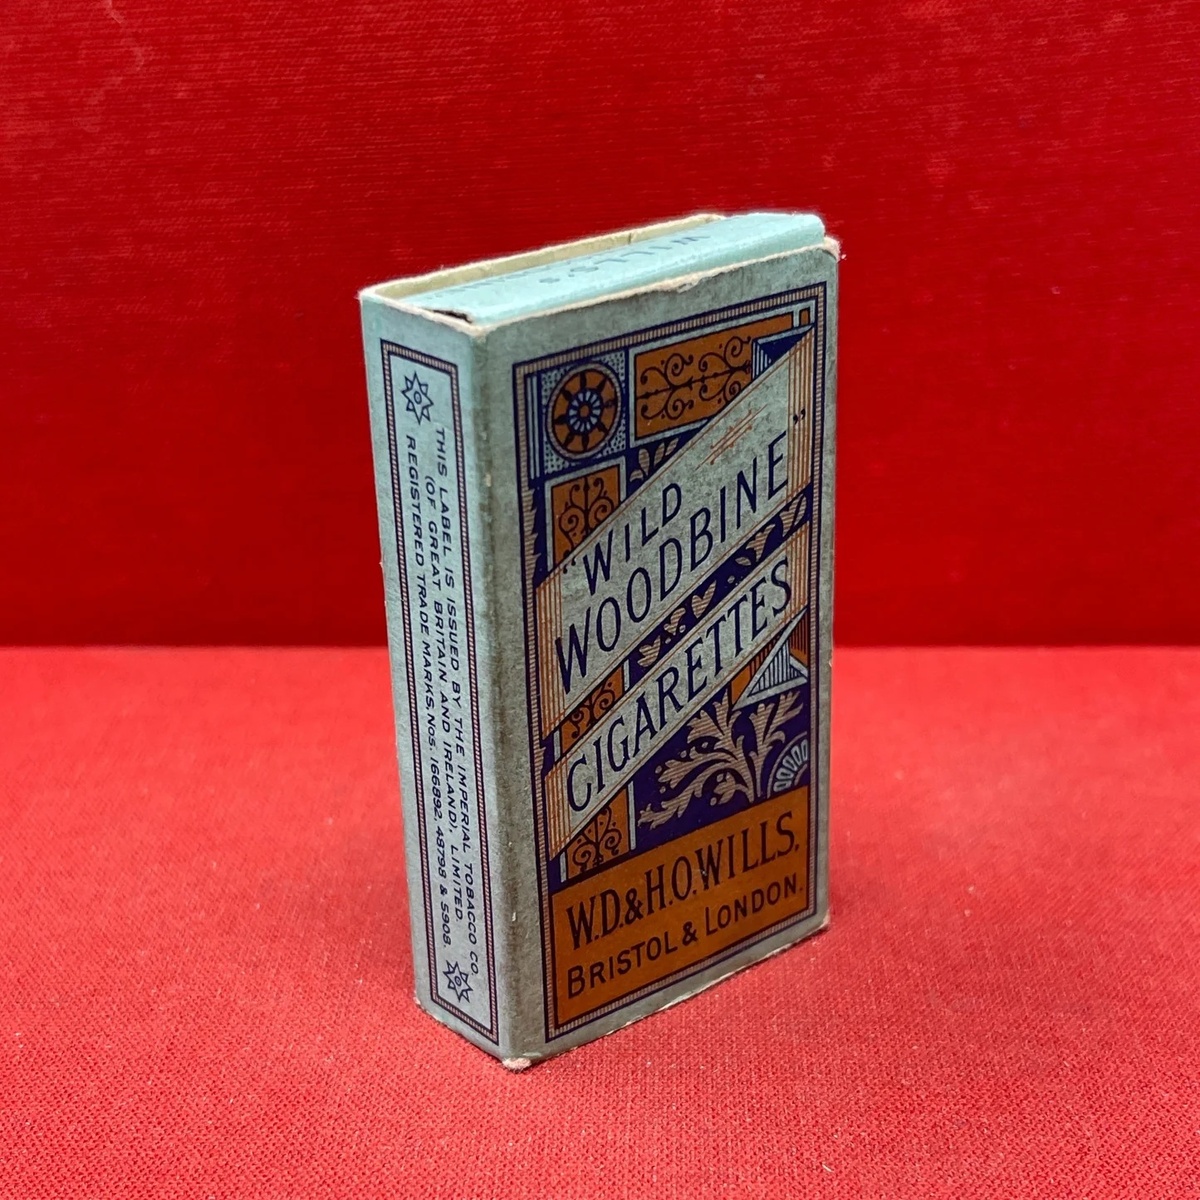 WILLS'S
"WILD
WOODBINE"
CIGARETTES
W.D.&H.O.WILLS,
BRISTOL & LONDON.
THIS LABEL IS ISSUED BY THE IMPERIAL TOBACCO CO.
(OF GREAT BRITAIN AND IRELAND), LIMITED.
REGISTERED TRADE MARKS, Nos. 166892, 48798 & 5908.